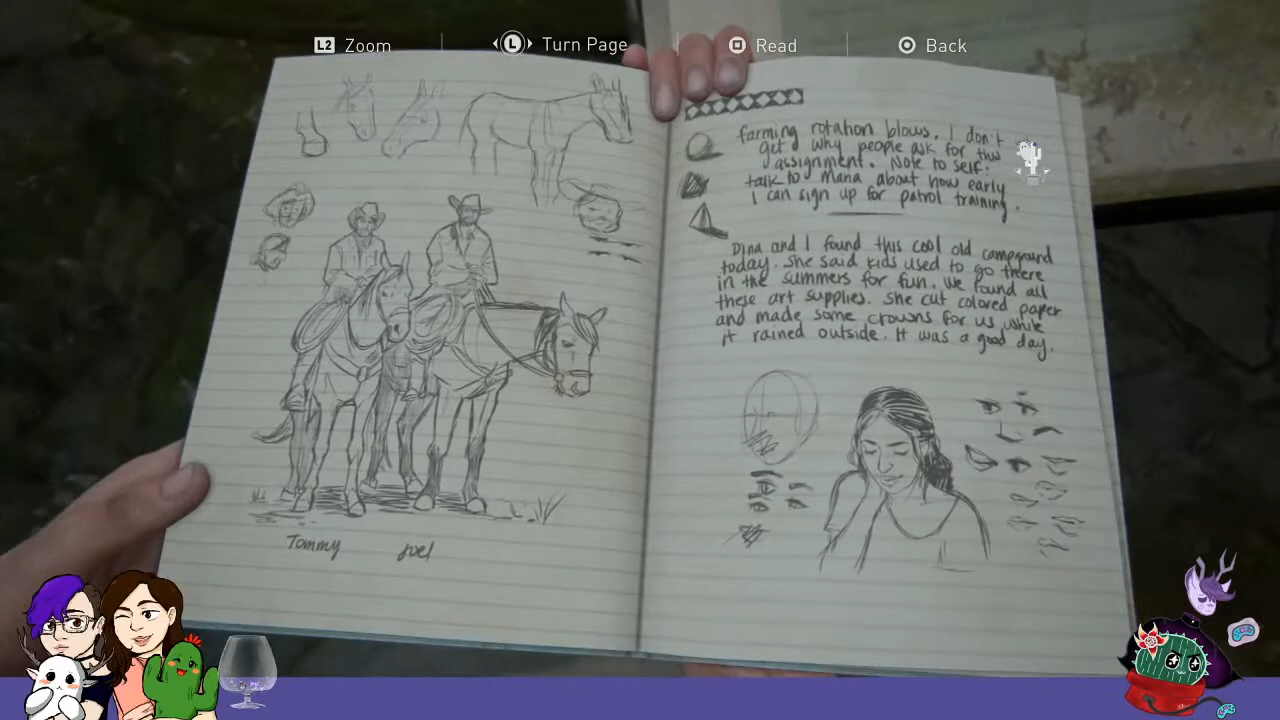 L2 Zoom
L Turn Page
Read
Back
Tommy
Joel
farming rotation blows. I don't
get why people ask for this
assignment. Note to self:
talk to Maria about how early
I can sign up for patrol training.
Dina and I found this cool old campground
today. She said kids used to go there
in the summers for fun. We found all
these art supplies. She cut colored paper
and made some crowns for us while
it rained outside. It was a good day.